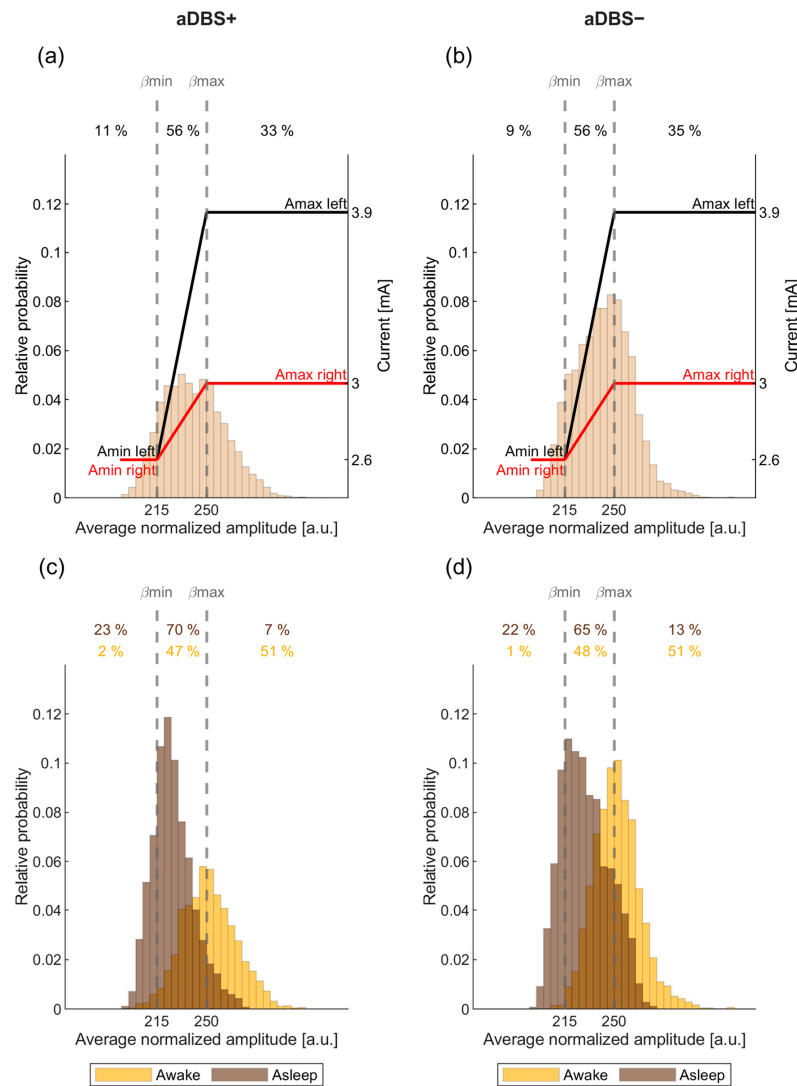 aDBS+
aDBS−
(a)
βmin
βmax
11 %
56 %
33 %
0.12
0.1
0.08
0.06
0.04
0.02
0
Relative probability
Amax left
3.9
Amax right
3
Amin left
Amin right
2.6
Current [mA]
215
250
Average normalized amplitude [a.u.]
(b)
βmin
βmax
9 %
56 %
35 %
0.12
0.1
0.08
0.06
0.04
0.02
0
Relative probability
Amax left
3.9
Amax right
3
Amin left
Amin right
2.6
Current [mA]
215
250
Average normalized amplitude [a.u.]
(c)
βmin
βmax
23 %
70 %
7 %
2 %
47 %
51 %
0.12
0.1
0.08
0.06
0.04
0.02
0
Relative probability
215
250
Average normalized amplitude [a.u.]
Awake
Asleep
(d)
βmin
βmax
22 %
65 %
13 %
1 %
48 %
51 %
0.12
0.1
0.08
0.06
0.04
0.02
0
Relative probability
215
250
Average normalized amplitude [a.u.]
Awake
Asleep